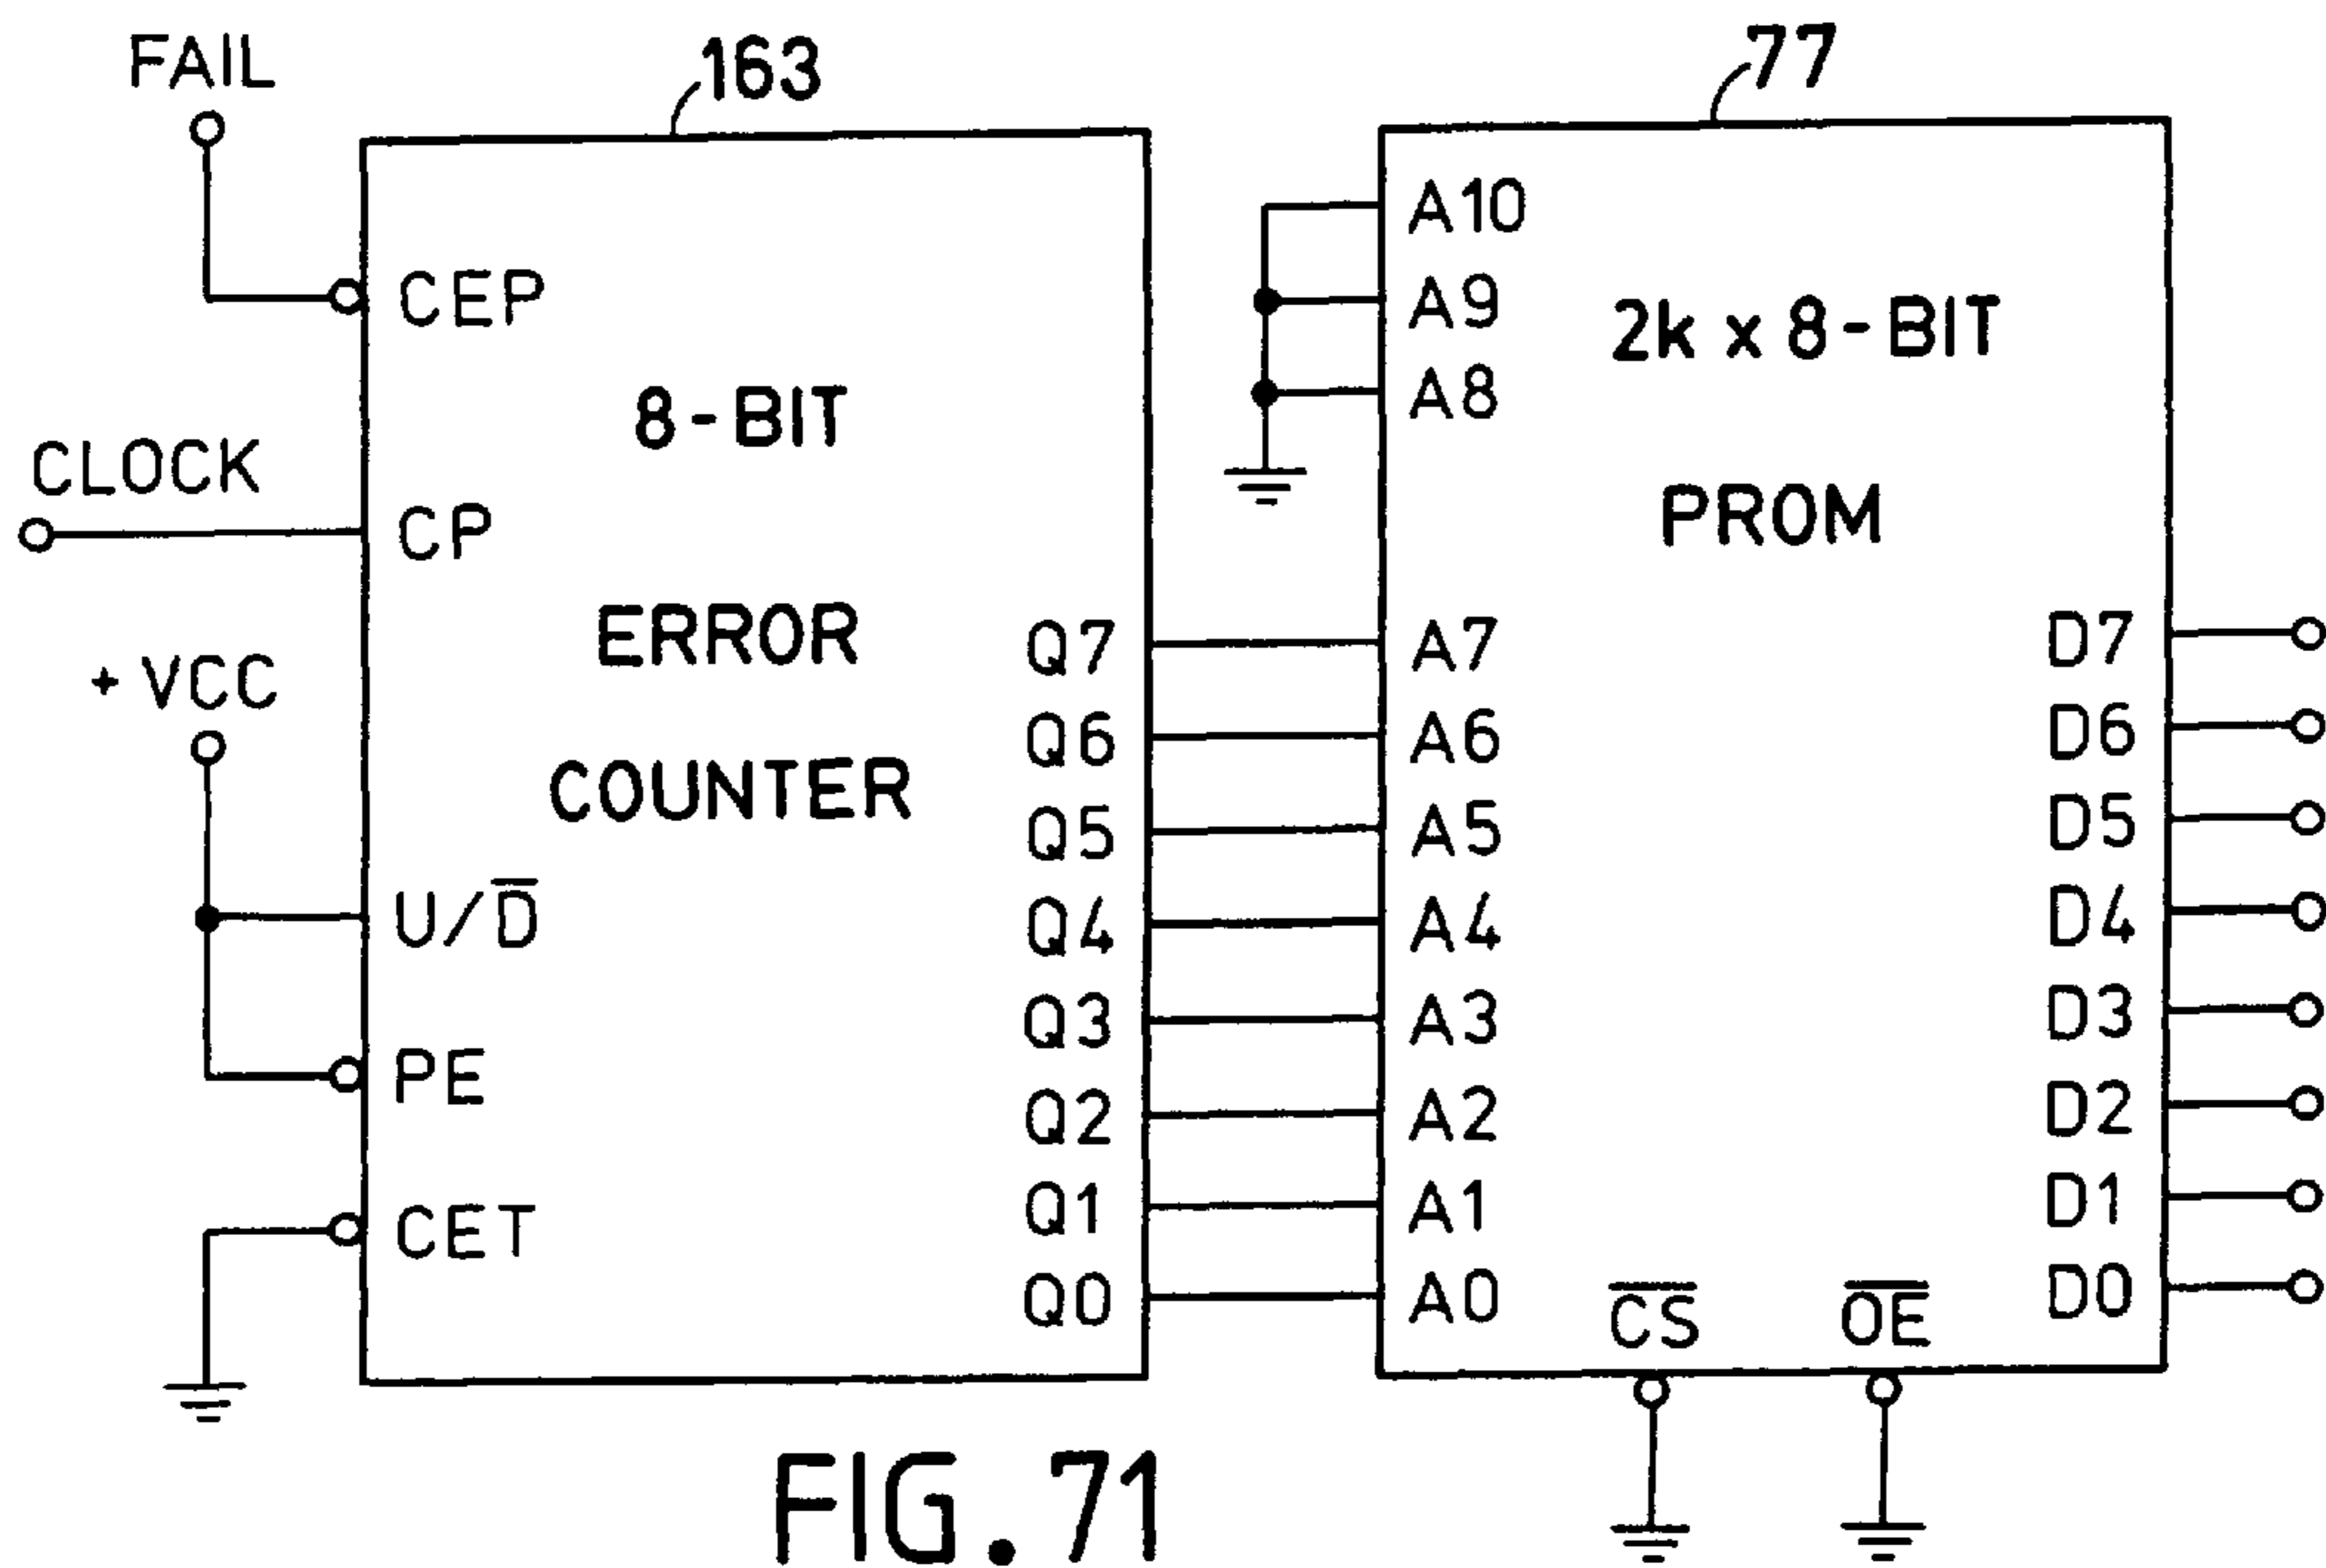 FAIL
163
77
CEP
8-BIT
CLOCK
CP
ERROR
+ VCC
COUNTER
U/D̅
PE
CET
Q7
Q6
Q5
Q4
Q3
Q2
Q1
Q0
A10
A9
A8
2k x 8-BIT
PROM
A7
A6
A5
A4
A3
A2
A1
A0
C̅S̅
O̅E̅
D7
D6
D5
D4
D3
D2
D1
D0
FIG. 71